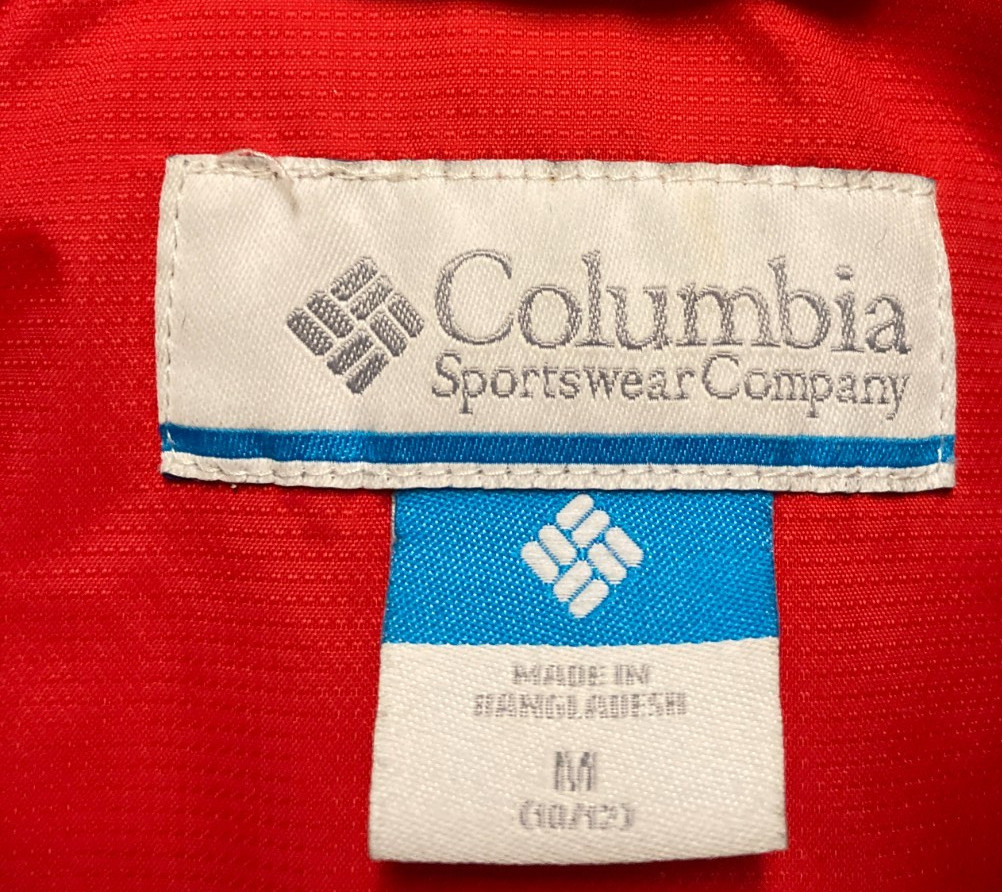 Columbia
Sportswear Company
MADE IN
BANGLADESH
M
(10/12)